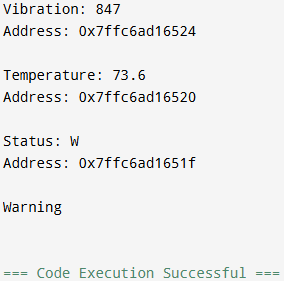 Vibration: 847
Address: 0x7ffc6ad16524
Temperature: 73.6
Address: 0x7ffc6ad16520
Status: W
Address: 0x7ffc6ad1651f
Warning
=== Code Execution Successful ===